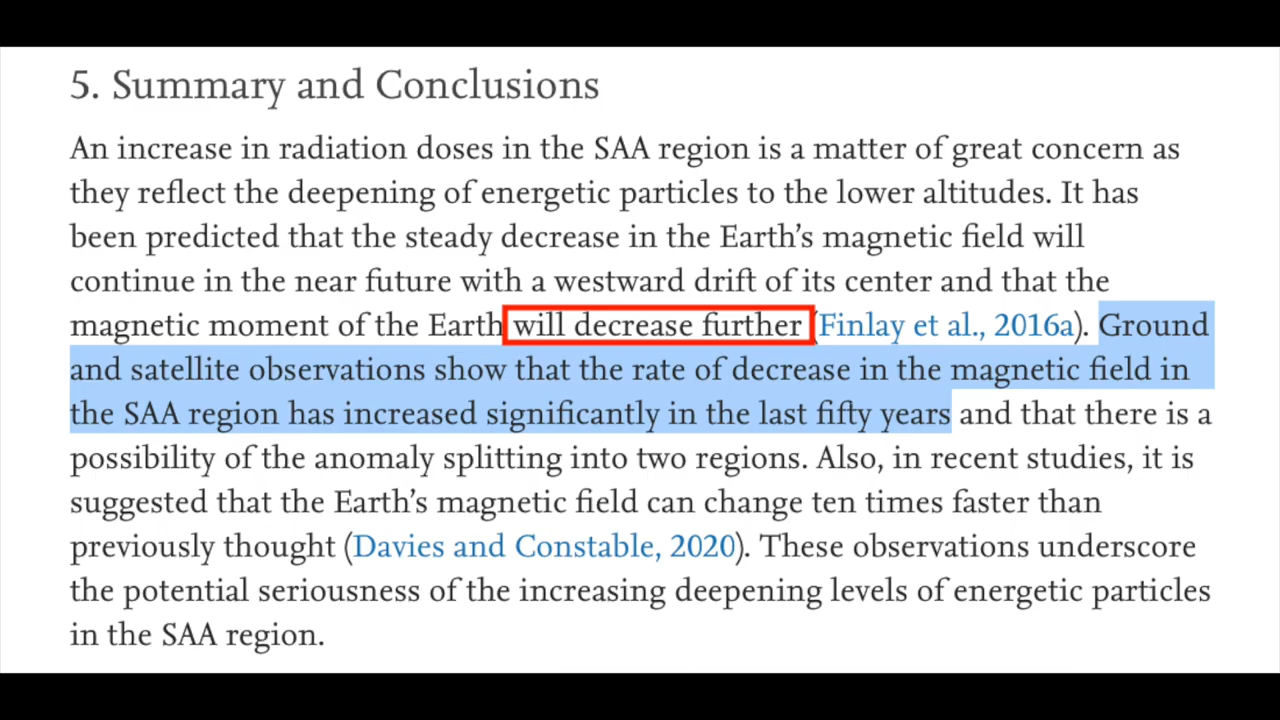 5. Summary and Conclusions
An increase in radiation doses in the SAA region is a matter of great concern as
they reflect the deepening of energetic particles to the lower altitudes. It has
been predicted that the steady decrease in the Earth’s magnetic field will
continue in the near future with a westward drift of its center and that the
magnetic moment of the Earth will decrease further (Finlay et al., 2016a). Ground
and satellite observations show that the rate of decrease in the magnetic field in
the SAA region has increased significantly in the last fifty years and that there is a
possibility of the anomaly splitting into two regions. Also, in recent studies, it is
suggested that the Earth’s magnetic field can change ten times faster than
previously thought (Davies and Constable, 2020). These observations underscore
the potential seriousness of the increasing deepening levels of energetic particles
in the SAA region.